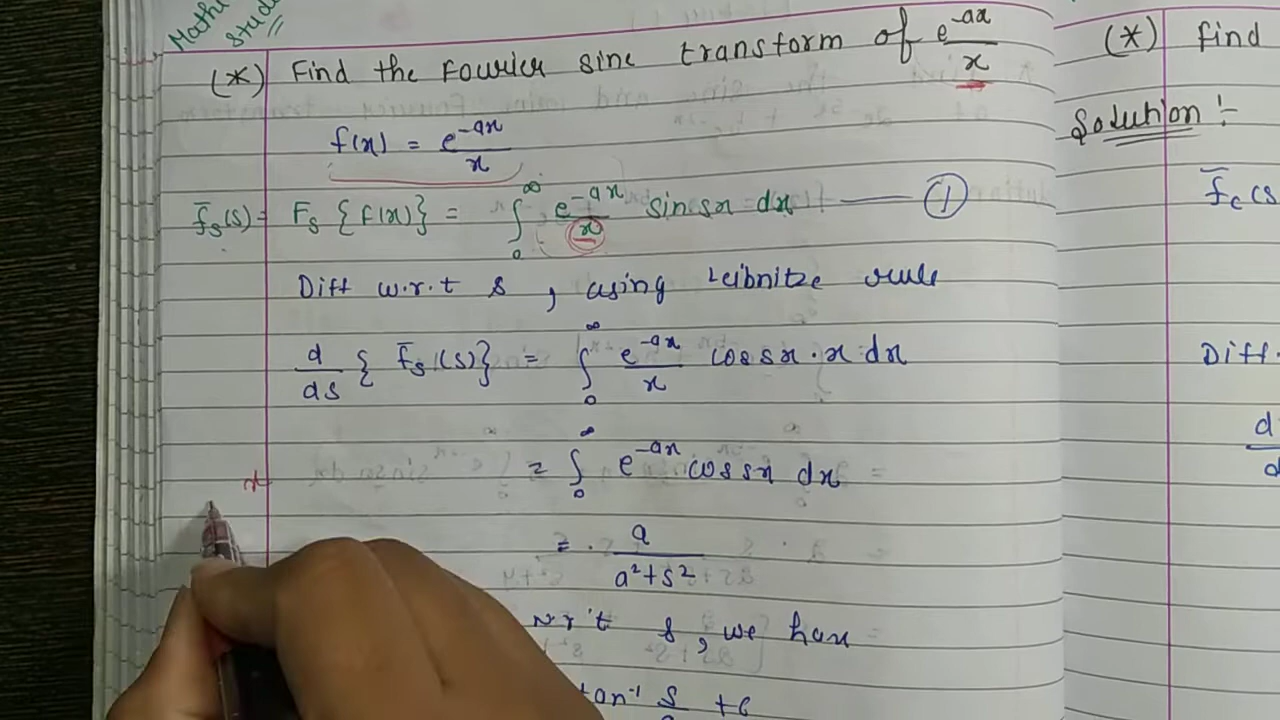 (*) Find the Fourier sine transform of e^-ax / x
f(x) = e^-ax / x
f̅s(s) = Fs {f(x)} = ∫₀^∞ e^-ax / x sin sx dx —— ①
Diff w.r.t s, using Leibnitze rule
d/ds { f̅s(s)} = ∫₀^∞ e^-ax / x cos sx · x dx
= ∫₀^∞ e^-ax cos sx dx
= · a / a²+s²
w r't s, we have
tan⁻¹ s +c
(*) Find
Solution :-
f̅c(s
Diff.
d